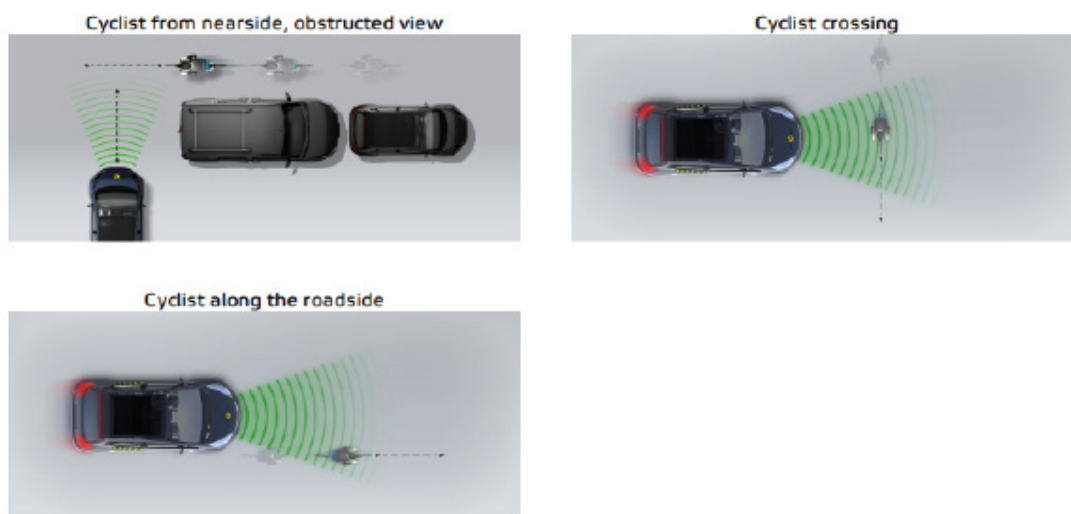 Cyclist from nearside, obstructed view
Cyclist crossing
Cyclist along the roadside